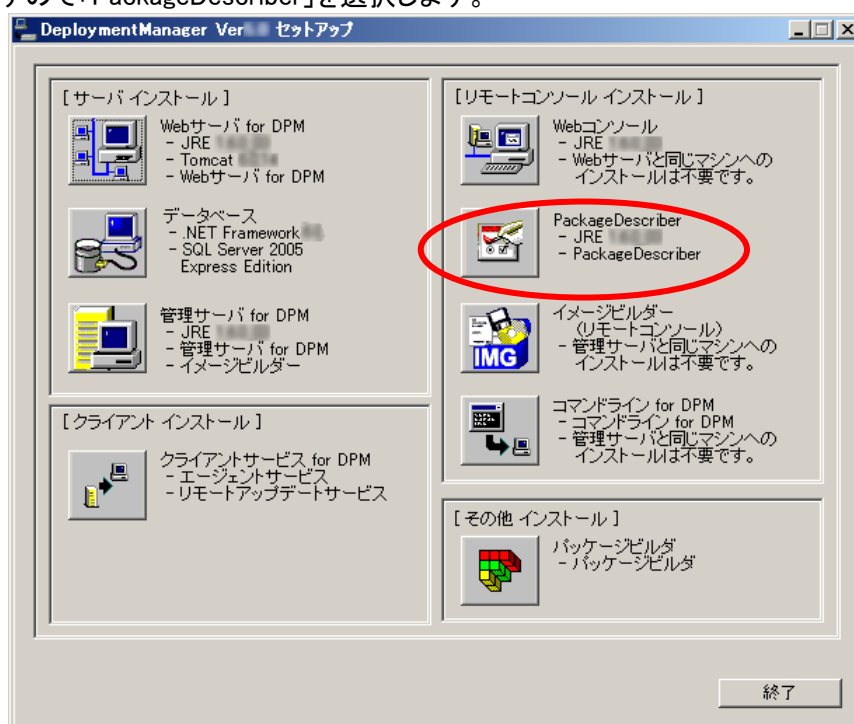 PackageDescriber」を選択します。
DeploymentManager Ver セットアップ
[サーバ インストール]
Webサーバ for DPM
- JRE
- Tomcat
- Webサーバ for DPM
データベース
- .NET Framework
- SQL Server 2005
Express Edition
管理サーバ for DPM
- JRE
- 管理サーバ for DPM
- イメージビルダー
[クライアント インストール]
クライアントサービス for DPM
- エージェントサービス
- リモートアップデートサービス
[リモートコンソール インストール]
Webコンソール
- JRE
- Webサーバと同じマシンへの
インストールは不要です。
PackageDescriber
- JRE
- PackageDescriber
イメージビルダー
(リモートコンソール)
- 管理サーバと同じマシンへの
インストールは不要です。
IMG
コマンドライン for DPM
- コマンドライン for DPM
- 管理サーバと同じマシンへの
インストールは不要です。
[その他 インストール]
パッケージビルダ
- パッケージビルダ
終了